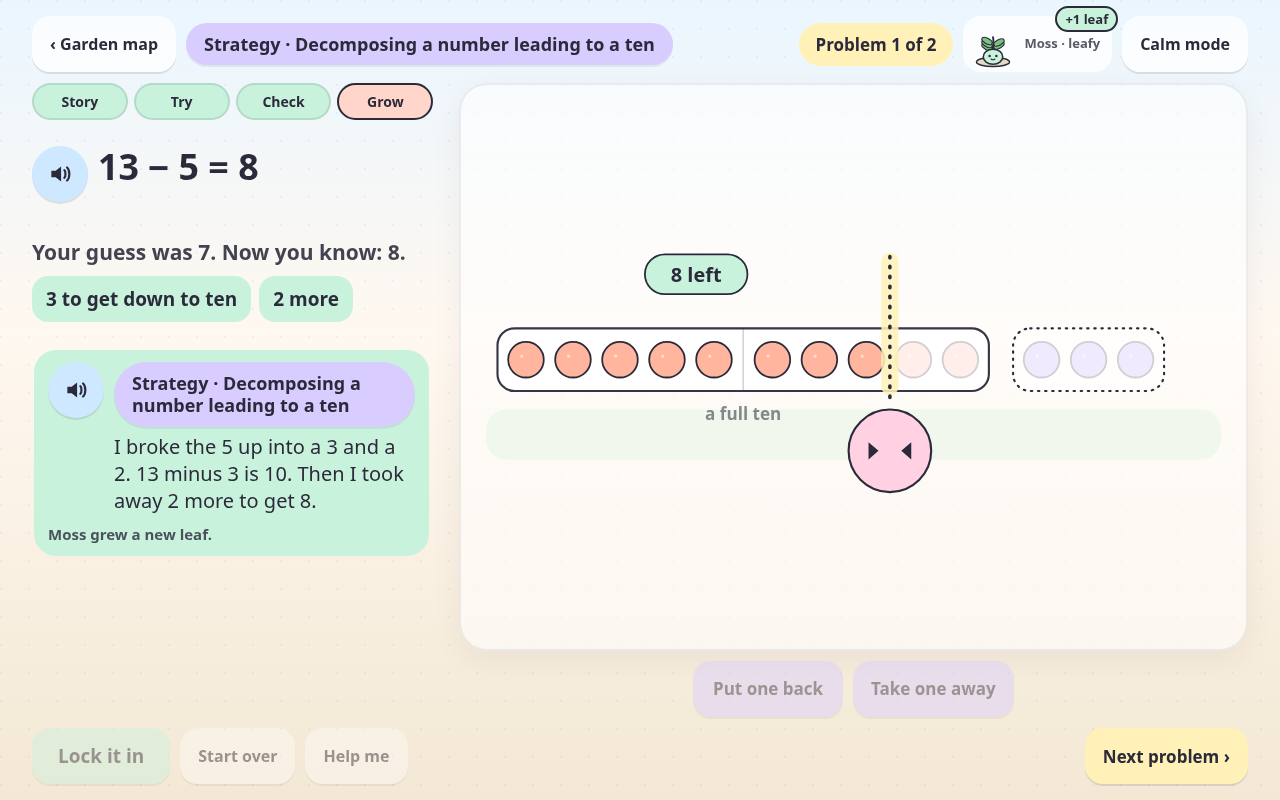 ‹ Garden map
Strategy · Decomposing a number leading to a ten
Problem 1 of 2
+1 leaf
Moss · leafy
Calm mode
Story
Try
Check
Grow
13 − 5 = 8
Your guess was 7. Now you know: 8.
3 to get down to ten
2 more
Strategy · Decomposing a
number leading to a ten
I broke the 5 up into a 3 and a
2. 13 minus 3 is 10. Then I took
away 2 more to get 8.
Moss grew a new leaf.
8 left
a full ten
Put one back
Take one away
Lock it in
Start over
Help me
Next problem ›